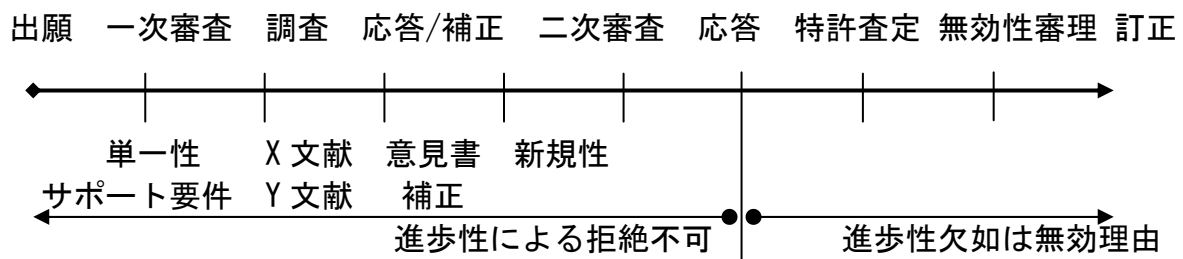 出願 一次審査 調査 応答/補正 二次審査 応答 特許査定 無効性審理 訂正
単一性 X文献 意見書 新規性
サポート要件 Y文献 補正
進歩性による拒絶不可 進歩性欠如は無効理由